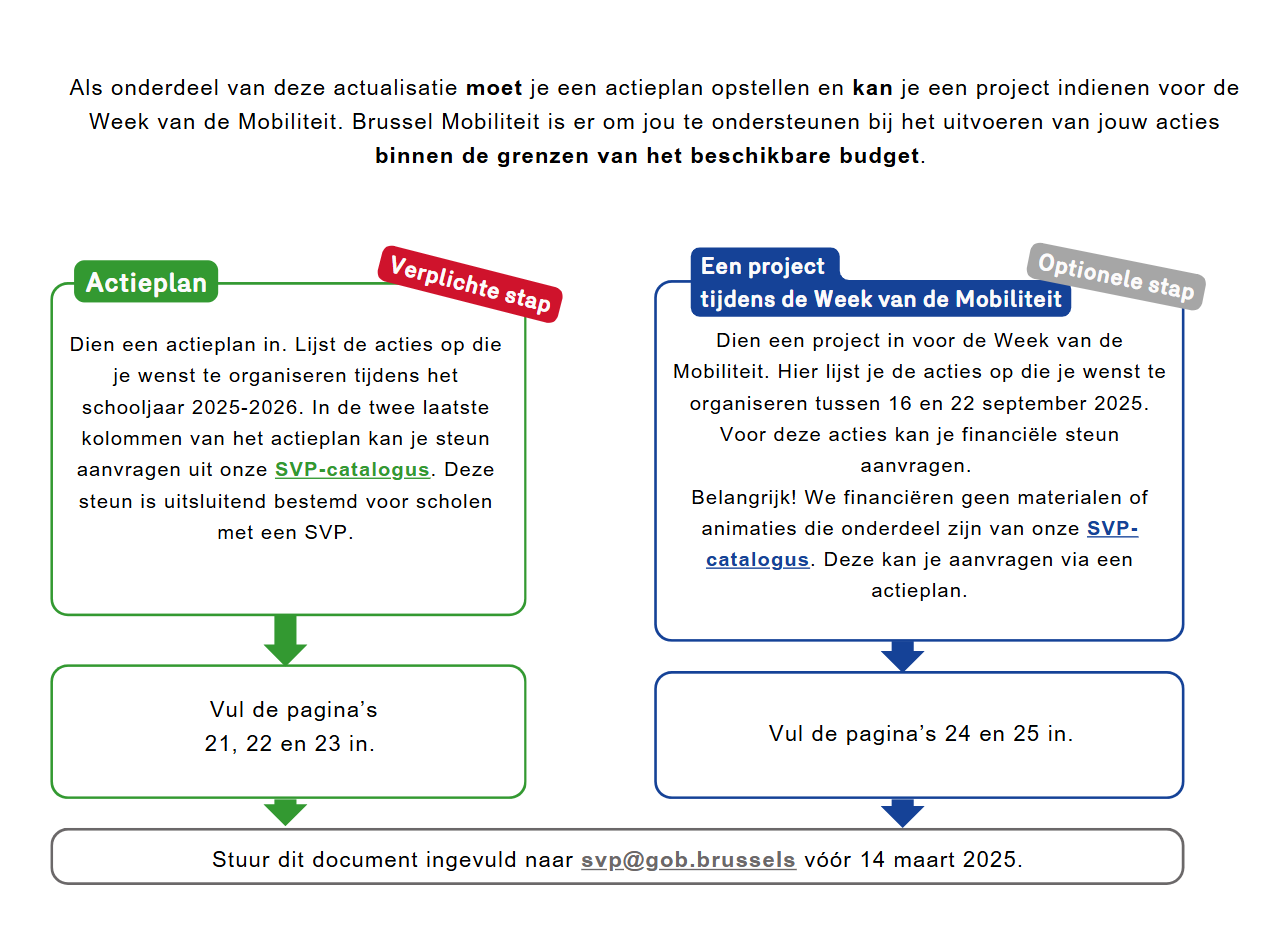 Als onderdeel van deze actualisatie moet je een actieplan opstellen en kan je een project indienen voor de
Week van de Mobiliteit. Brussel Mobiliteit is er om jou te ondersteunen bij het uitvoeren van jouw acties
binnen de grenzen van het beschikbare budget.
Actieplan
Verplichte stap
Dien een actieplan in. Lijst de acties op die
je wenst te organiseren tijdens het
schooljaar 2025-2026. In de twee laatste
kolommen van het actieplan kan je steun
aanvragen uit onze SVP-catalogus. Deze
steun is uitsluitend bestemd voor scholen
met een SVP.
Vul de pagina’s
21, 22 en 23 in.
Een project
tijdens de Week van de Mobiliteit
Optionele stap
Dien een project in voor de Week van de
Mobiliteit. Hier lijst je de acties op die je wenst te
organiseren tussen 16 en 22 september 2025.
Voor deze acties kan je financiële steun
aanvragen.
Belangrijk! We financiëren geen materialen of
animaties die onderdeel zijn van onze SVP-
catalogus. Deze kan je aanvragen via een
actieplan.
Vul de pagina’s 24 en 25 in.
Stuur dit document ingevuld naar svp@gob.brussels vóór 14 maart 2025.